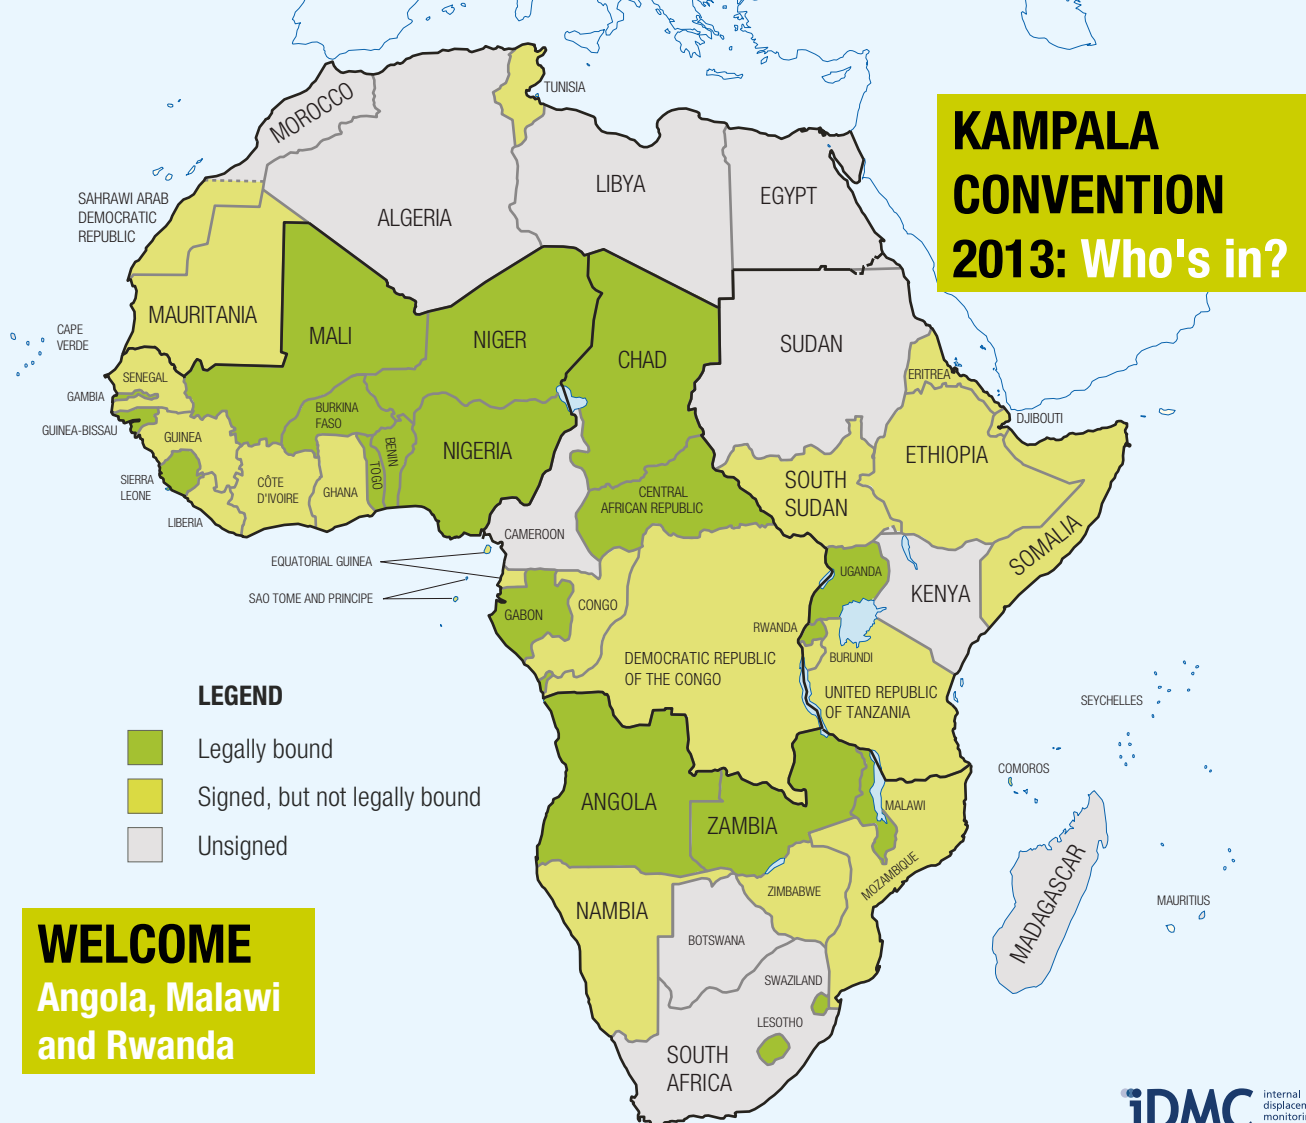 KAMPALA
CONVENTION
2013: Who's in?
TUNISIA
MOROCCO
LIBYA
EGYPT
ALGERIA
SAHRAWI ARAB
DEMOCRATIC
REPUBLIC
MAURITANIA
CAPE
VERDE
MALI
NIGER
CHAD
SUDAN
SENEGAL
ERITREA
GAMBIA
BURKINA
FASO
DJIBOUTI
GUINEA-BISSAU
GUINEA
BENIN
NIGERIA
ETHIOPIA
SIERRA
LEONE
CÔTE
D'IVOIRE
GHANA
TOGO
CENTRAL
AFRICAN REPUBLIC
SOUTH
SUDAN
LIBERIA
CAMEROON
SOMALIA
EQUATORIAL GUINEA
UGANDA
KENYA
SAO TOME AND PRINCIPE
GABON
CONGO
RWANDA
DEMOCRATIC REPUBLIC
OF THE CONGO
BURUNDI
UNITED REPUBLIC
OF TANZANIA
SEYCHELLES
COMOROS
LEGEND
Legally bound
Signed, but not legally bound
Unsigned
ANGOLA
ZAMBIA
MALAWI
MOZAMBIQUE
ZIMBABWE
NAMBIA
BOTSWANA
MADAGASCAR
MAURITIUS
SWAZILAND
LESOTHO
SOUTH
AFRICA
WELCOME
Angola, Malawi
and Rwanda
iDMC
internal
displacem
monitorin